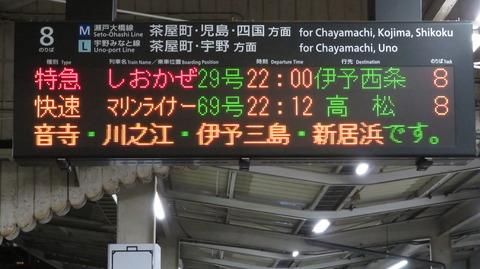 8 のりば
M 瀬戸大橋線 Seto-Ohashi Line
L 宇野みなと線 Uno-port Line
茶屋町・児島・四国 方面 for Chayamachi, Kojima, Shikoku
茶屋町・宇野 方面 for Chayamachi, Uno
種別 Type 列車名 Train Name / 乗車位置 Boarding Position 時刻 Departure Time 行先 Destination のりば Track
特急 しおかぜ29号 22:00 伊予西条 8
快速 マリンライナー69号 22:12 高松 8
音寺・川之江・伊予三島・新居浜です。